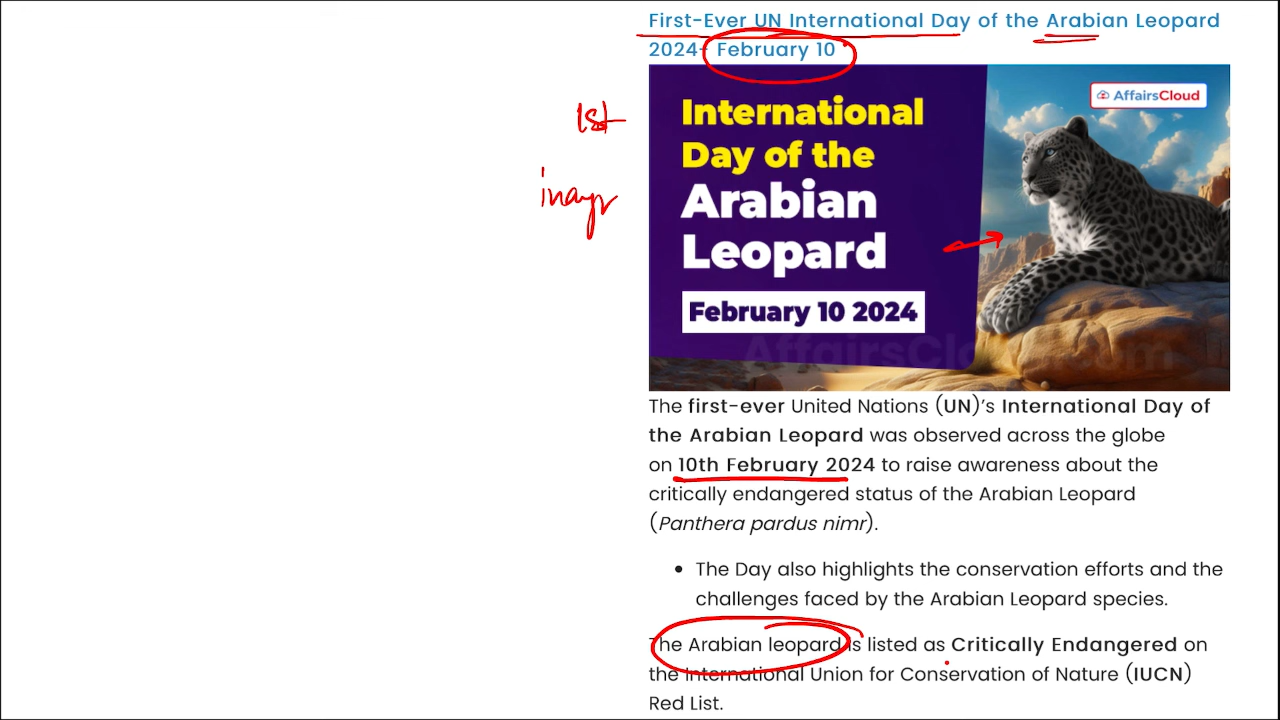 First-Ever UN International Day of the Arabian Leopard
2024- February 10
1st
AffairsCloud
International
Day of the
Arabian
Leopard
February 10 2024
AffairsCloud.com
The first-ever United Nations (UN)’s International Day of
the Arabian Leopard was observed across the globe
on 10th February 2024 to raise awareness about the
critically endangered status of the Arabian Leopard
(Panthera pardus nimr).
• The Day also highlights the conservation efforts and the
challenges faced by the Arabian Leopard species.
The Arabian leopard is listed as Critically Endangered on
the International Union for Conservation of Nature (IUCN)
Red List.